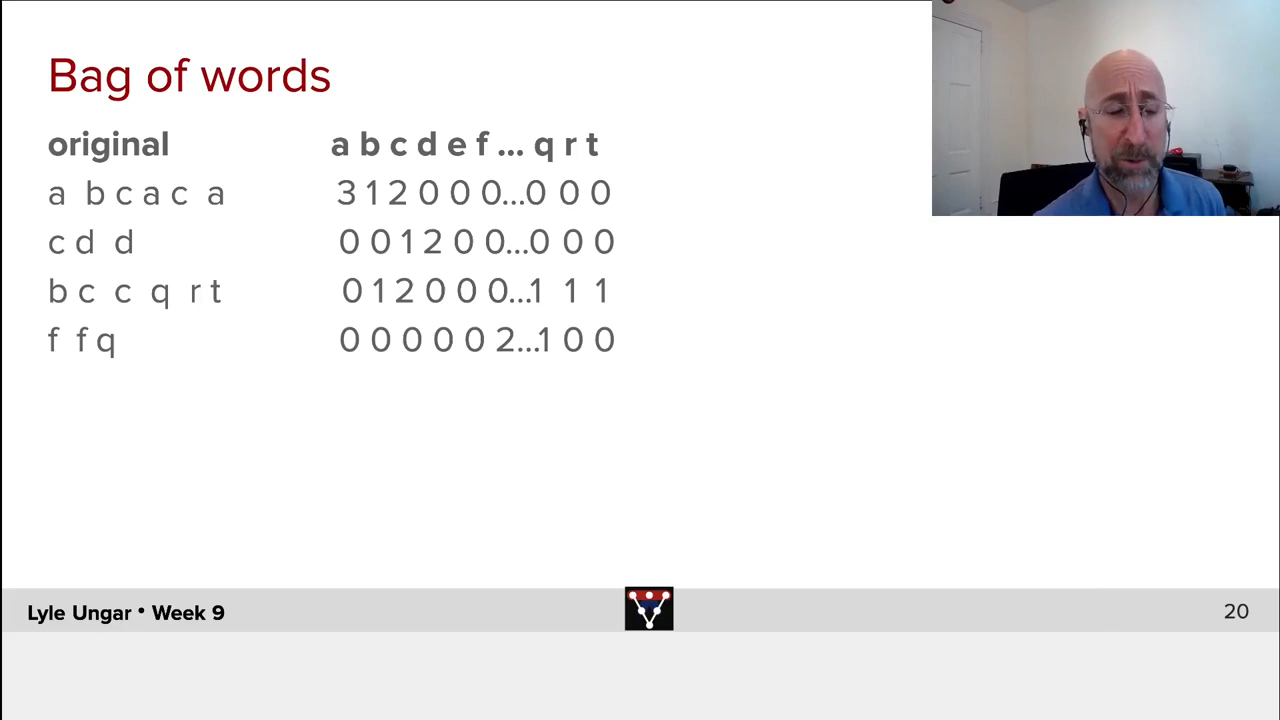 Bag of words
original a b c d e f ... q r t
a b c a c a 3 1 2 0 0 0...0 0 0
c d d 0 0 1 2 0 0...0 0 0
b c c q r t 0 1 2 0 0 0...1 1 1
f f q 0 0 0 0 0 2...1 0 0
Lyle Ungar • Week 9 20